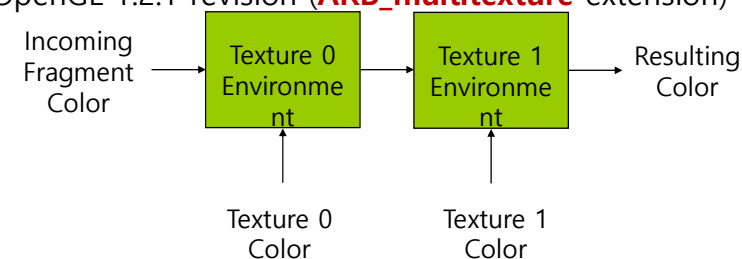 OpenGL 1.2.1 revision (ARB_multitexture extension)
Incoming
Fragment
Color
Texture 0
Environme
nt
Texture 1
Environme
nt
Resulting
Color
Texture 0
Color
Texture 1
Color